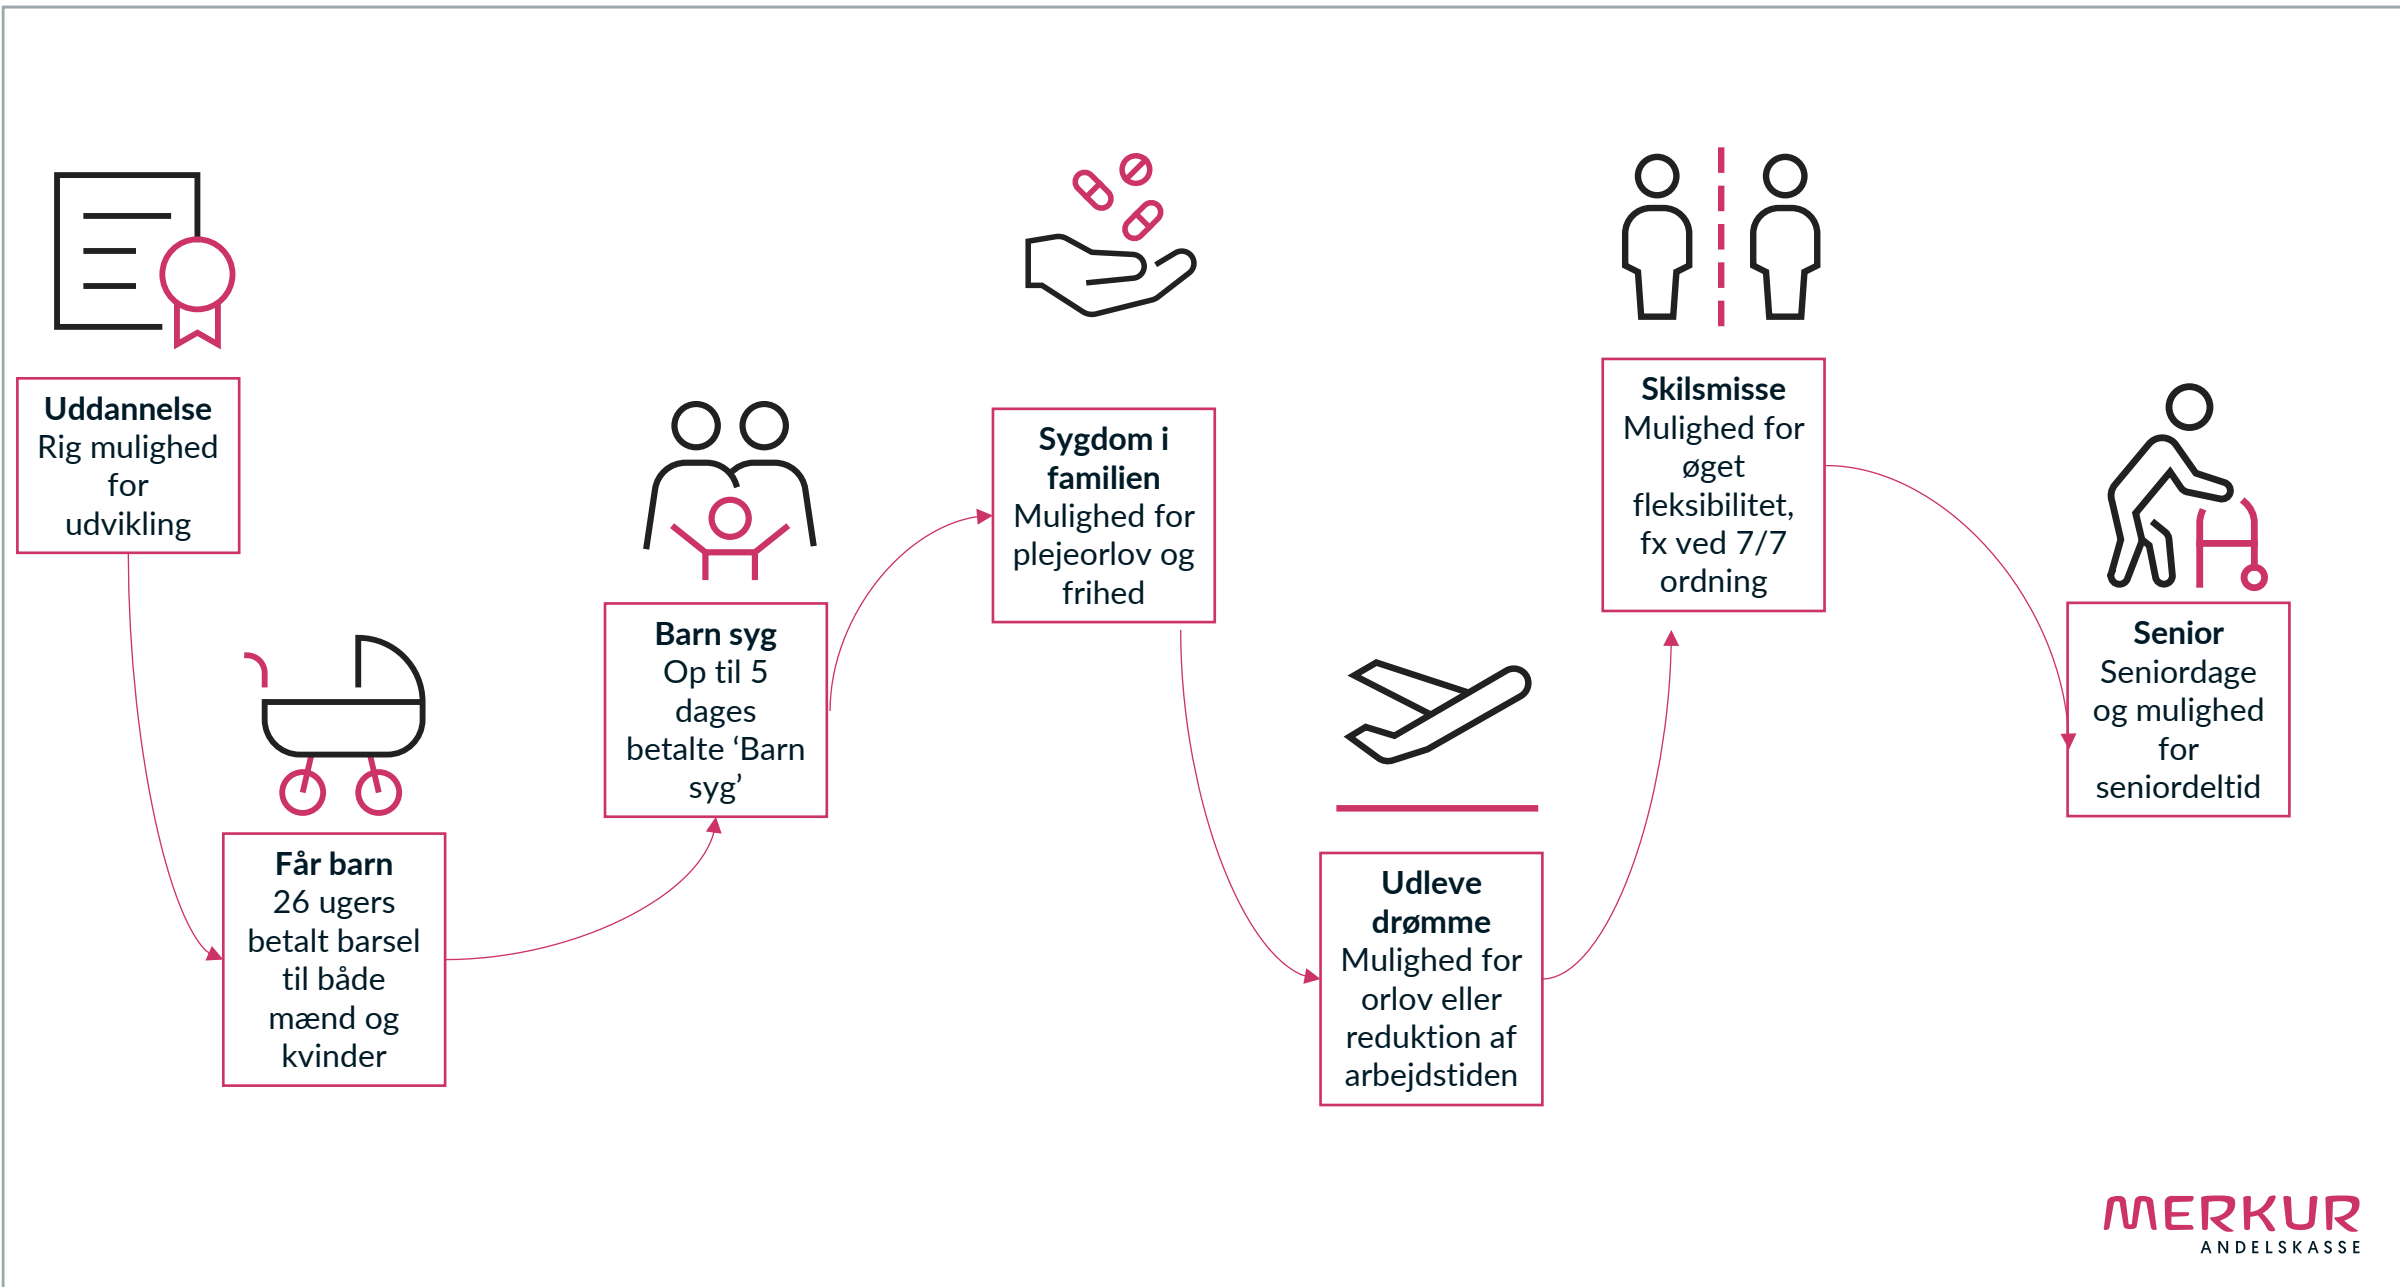 Uddannelse
Rig mulighed
for
udvikling
Får barn
26 ugers
betalt barsel
til både
mænd og
kvinder
Barn syg
Op til 5
dages
betalte ‘Barn
syg’
Sygdom i
familien
Mulighed for
plejeorlov og
frihed
Udleve
drømme
Mulighed for
orlov eller
reduktion af
arbejdstiden
Skilsmisse
Mulighed for
øget
fleksibilitet,
fx ved 7/7
ordning
Senior
Seniordage
og mulighed
for
seniordeltid
MERKUR
ANDELSKASSE